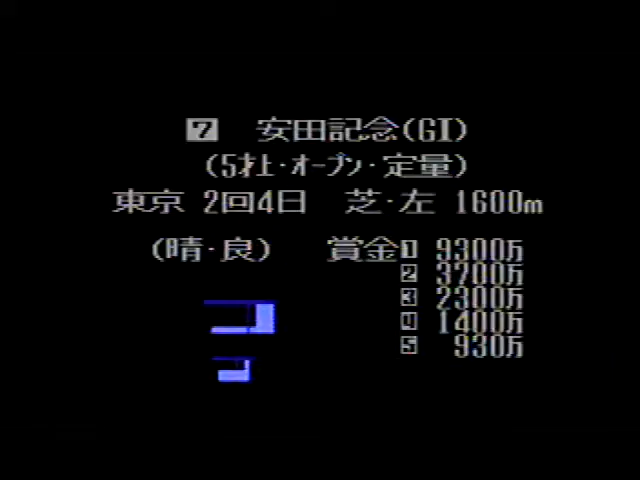 7 安田記念(GI)
(5才上・オープン・定量)
東京 2回4日 芝・左 1600m
(晴・良) 賞金1 9300万
2 3700万
3 2300万
4 1400万
5 930万